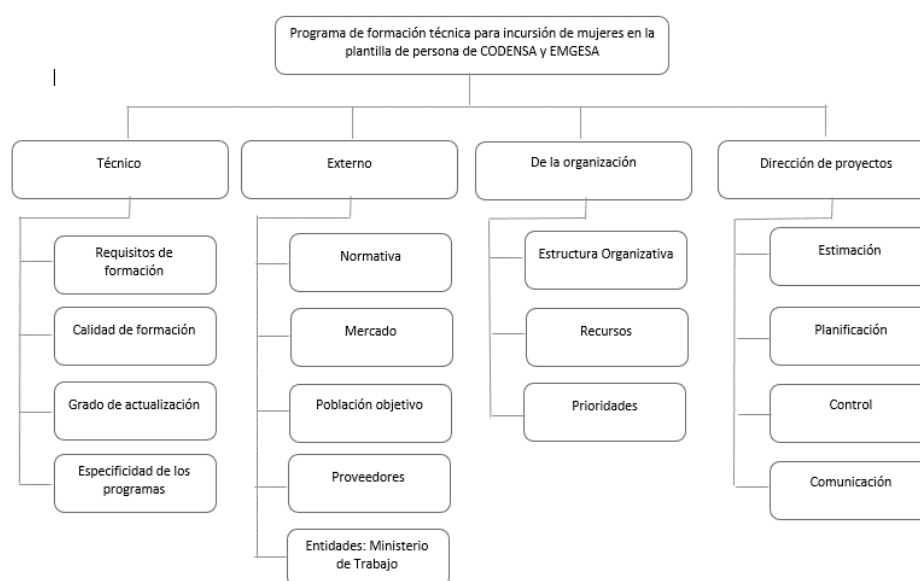 Programa de formación técnica para incursión de mujeres en la
plantilla de persona de CODENSA y EMGESA
Técnico
Externo
De la organización
Dirección de proyectos
Requisitos de
formación
Calidad de formación
Grado de actualización
Especificidad de los
programas
Normativa
Mercado
Población objetivo
Proveedores
Entidades: Ministerio
de Trabajo
Estructura Organizativa
Recursos
Prioridades
Estimación
Planificación
Control
Comunicación